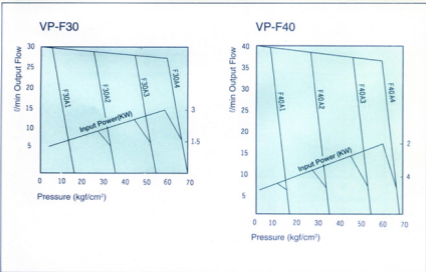 VP-F30
30
25
20
15
10
5
l/min Output Flow
F30A1
F30A2
F30A3
F30A4
Input Power(KW)
3
1·5
0 10 20 30 40 50 60 70
Pressure (kgf/cm²)
VP-F40
40
35
30
25
20
15
10
5
l/min Output Flow
F40A1
F40A2
F40A3
F40A4
Input Power (KW)
2
4
0 10 20 30 40 50 60 70
Pressure (kgf/cm²)